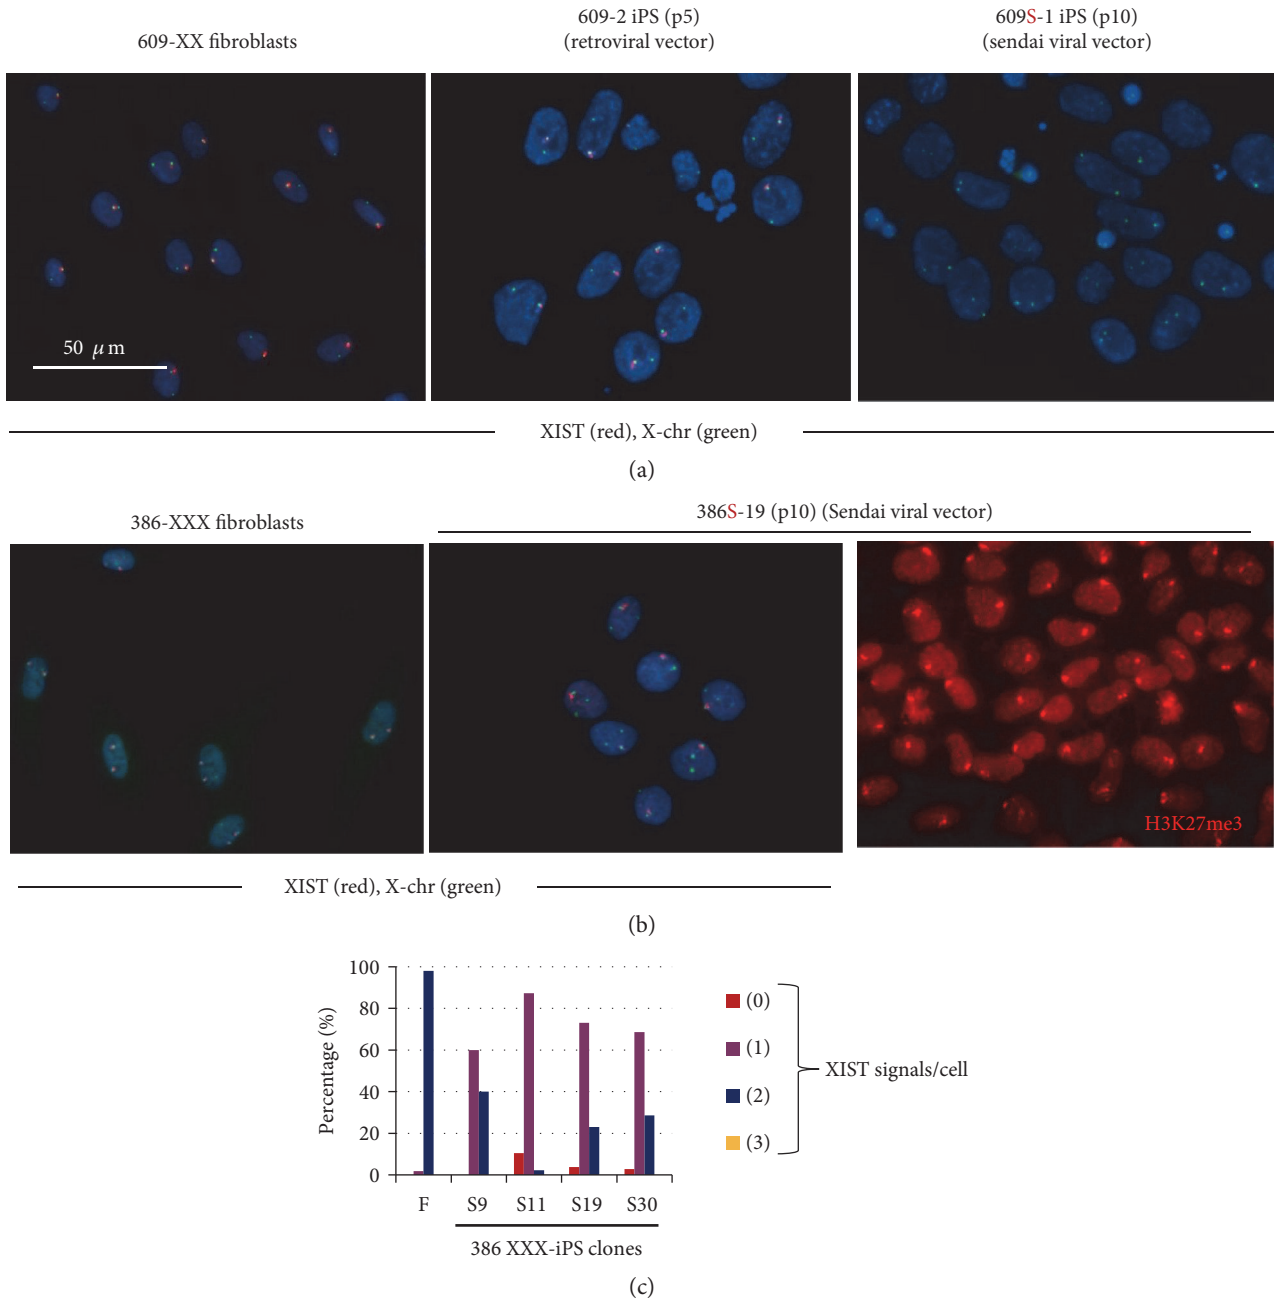 609-XX fibroblasts
609-2 iPS (p5)
(retroviral vector)
609S-1 iPS (p10)
(sendai viral vector)
50 μm
XIST (red), X-chr (green)
(a)
386-XXX fibroblasts
386S-19 (p10) (Sendai viral vector)
H3K27me3
XIST (red), X-chr (green)
(b)
100
80
60
40
20
0
Percentage (%)
F
S9
S11
S19
S30
386 XXX-iPS clones
(0)
(1)
(2)
(3)
XIST signals/cell
(c)